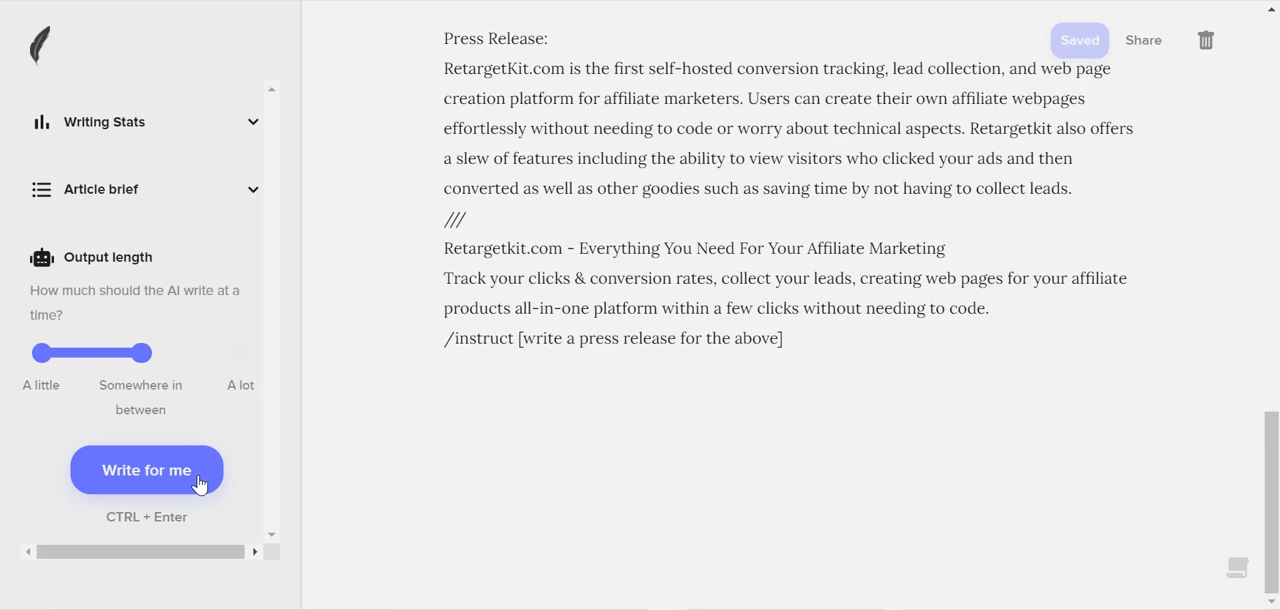 Writing Stats
Article brief
Output length
How much should the AI write at a
time?
A little
Somewhere in
between
A lot
Write for me
CTRL + Enter
Saved
Share
Press Release:
RetargetKit.com is the first self-hosted conversion tracking, lead collection, and web page
creation platform for affiliate marketers. Users can create their own affiliate webpages
effortlessly without needing to code or worry about technical aspects. Retargetkit also offers
a slew of features including the ability to view visitors who clicked your ads and then
converted as well as other goodies such as saving time by not having to collect leads.
///
Retargetkit.com - Everything You Need For Your Affiliate Marketing
Track your clicks & conversion rates, collect your leads, creating web pages for your affiliate
products all-in-one platform within a few clicks without needing to code.
/instruct [write a press release for the above]